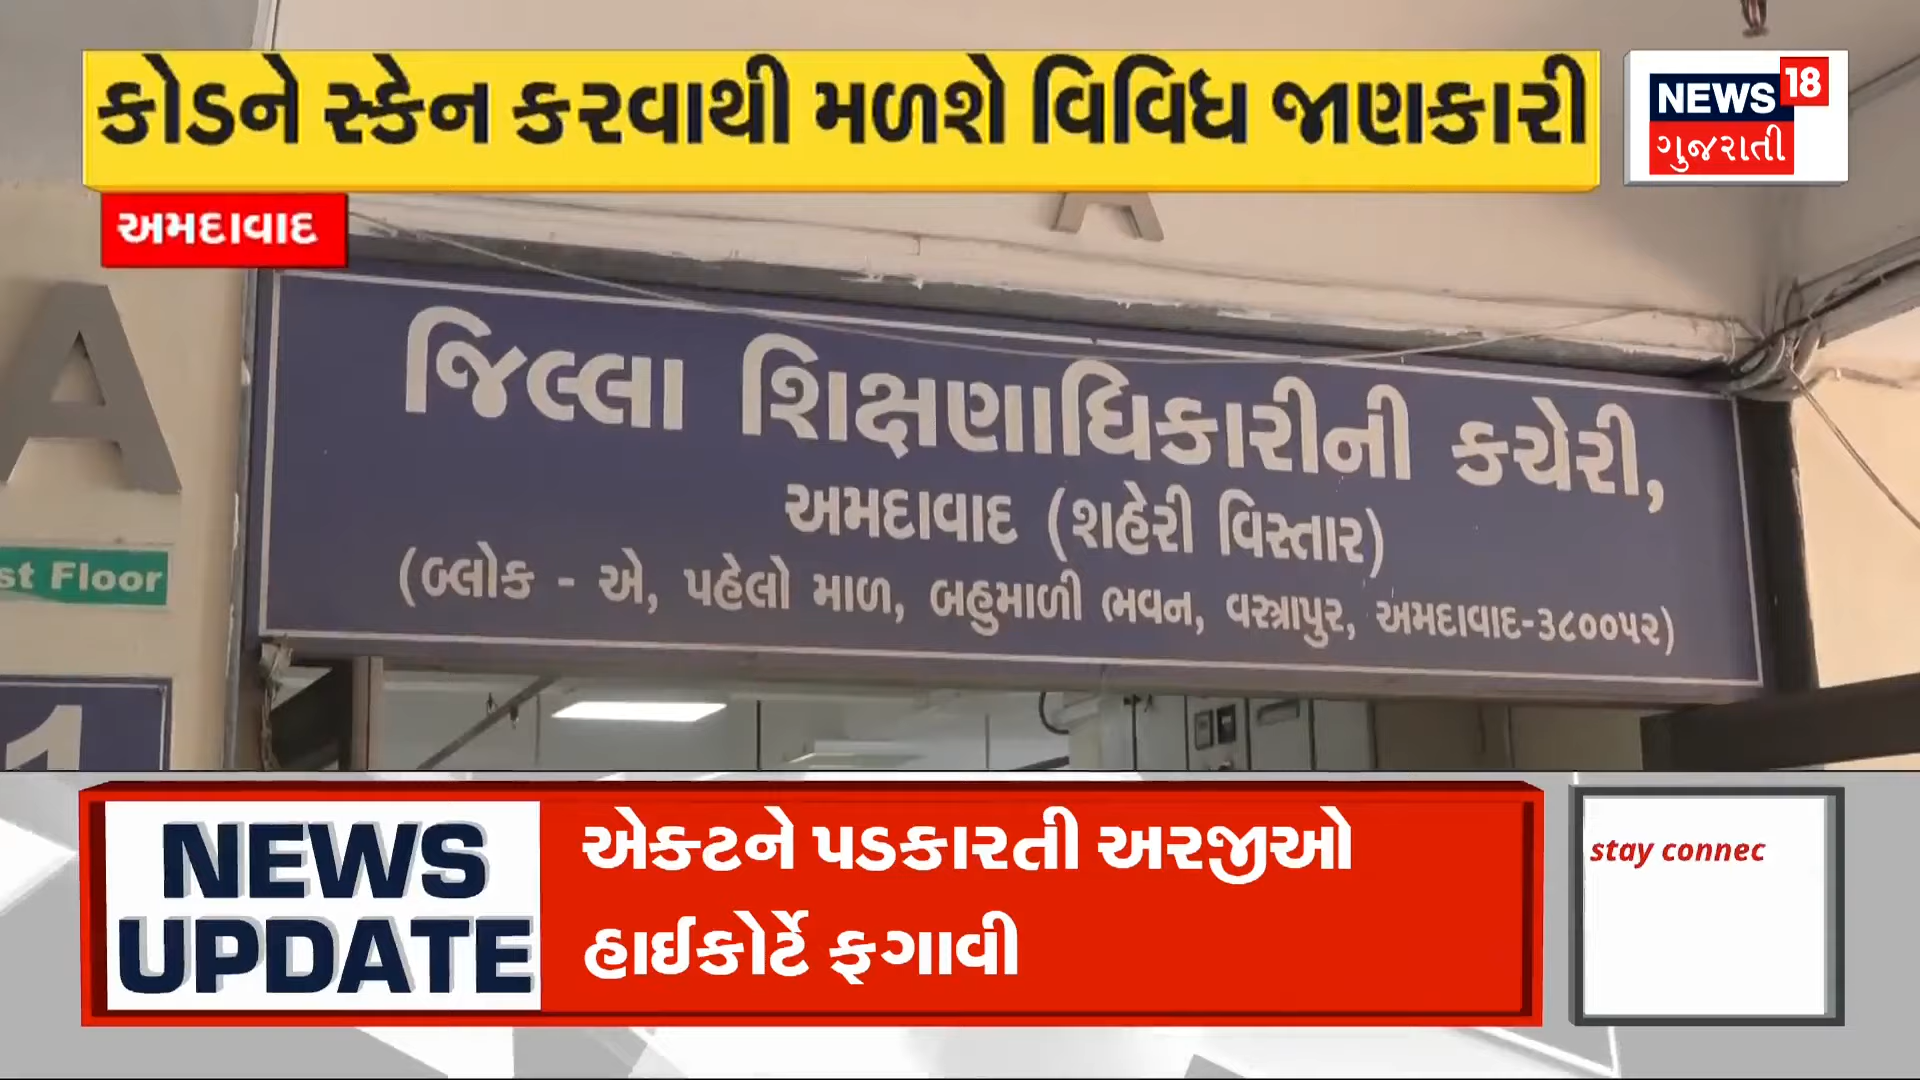 કોડને સ્કેન કરવાથી મળશે વિવિધ જાણકારી
NEWS 18
ગુજરાતી
અમદાવાદ
A
A
જિલ્લા શિક્ષણાધિકારીની કચેરી,
અમદાવાદ (શહેરી વિસ્તાર)
(બ્લોક - એ, પહેલો માળ, બહુમાળી ભવન, વસ્ત્રાપુર, અમદાવાદ-૩૮૦૦૫૨)
st Floor
1
NEWS
UPDATE
એક્ટને પડકારતી અરજીઓ
હાઈકોર્ટે ફગાવી
stay connec